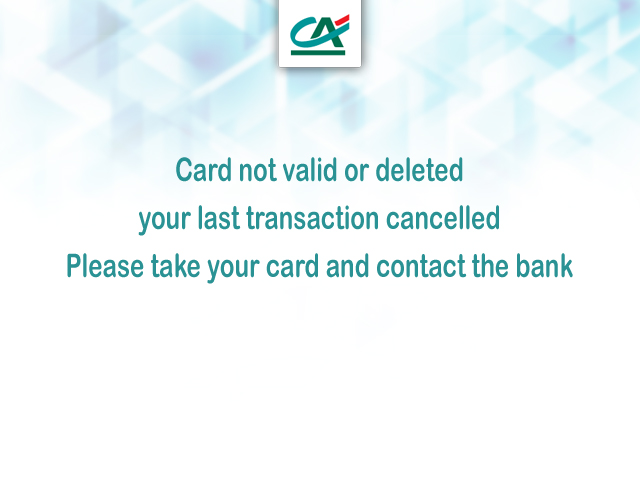 CA
Card not valid or deleted
your last transaction cancelled
Please take your card and contact the bank